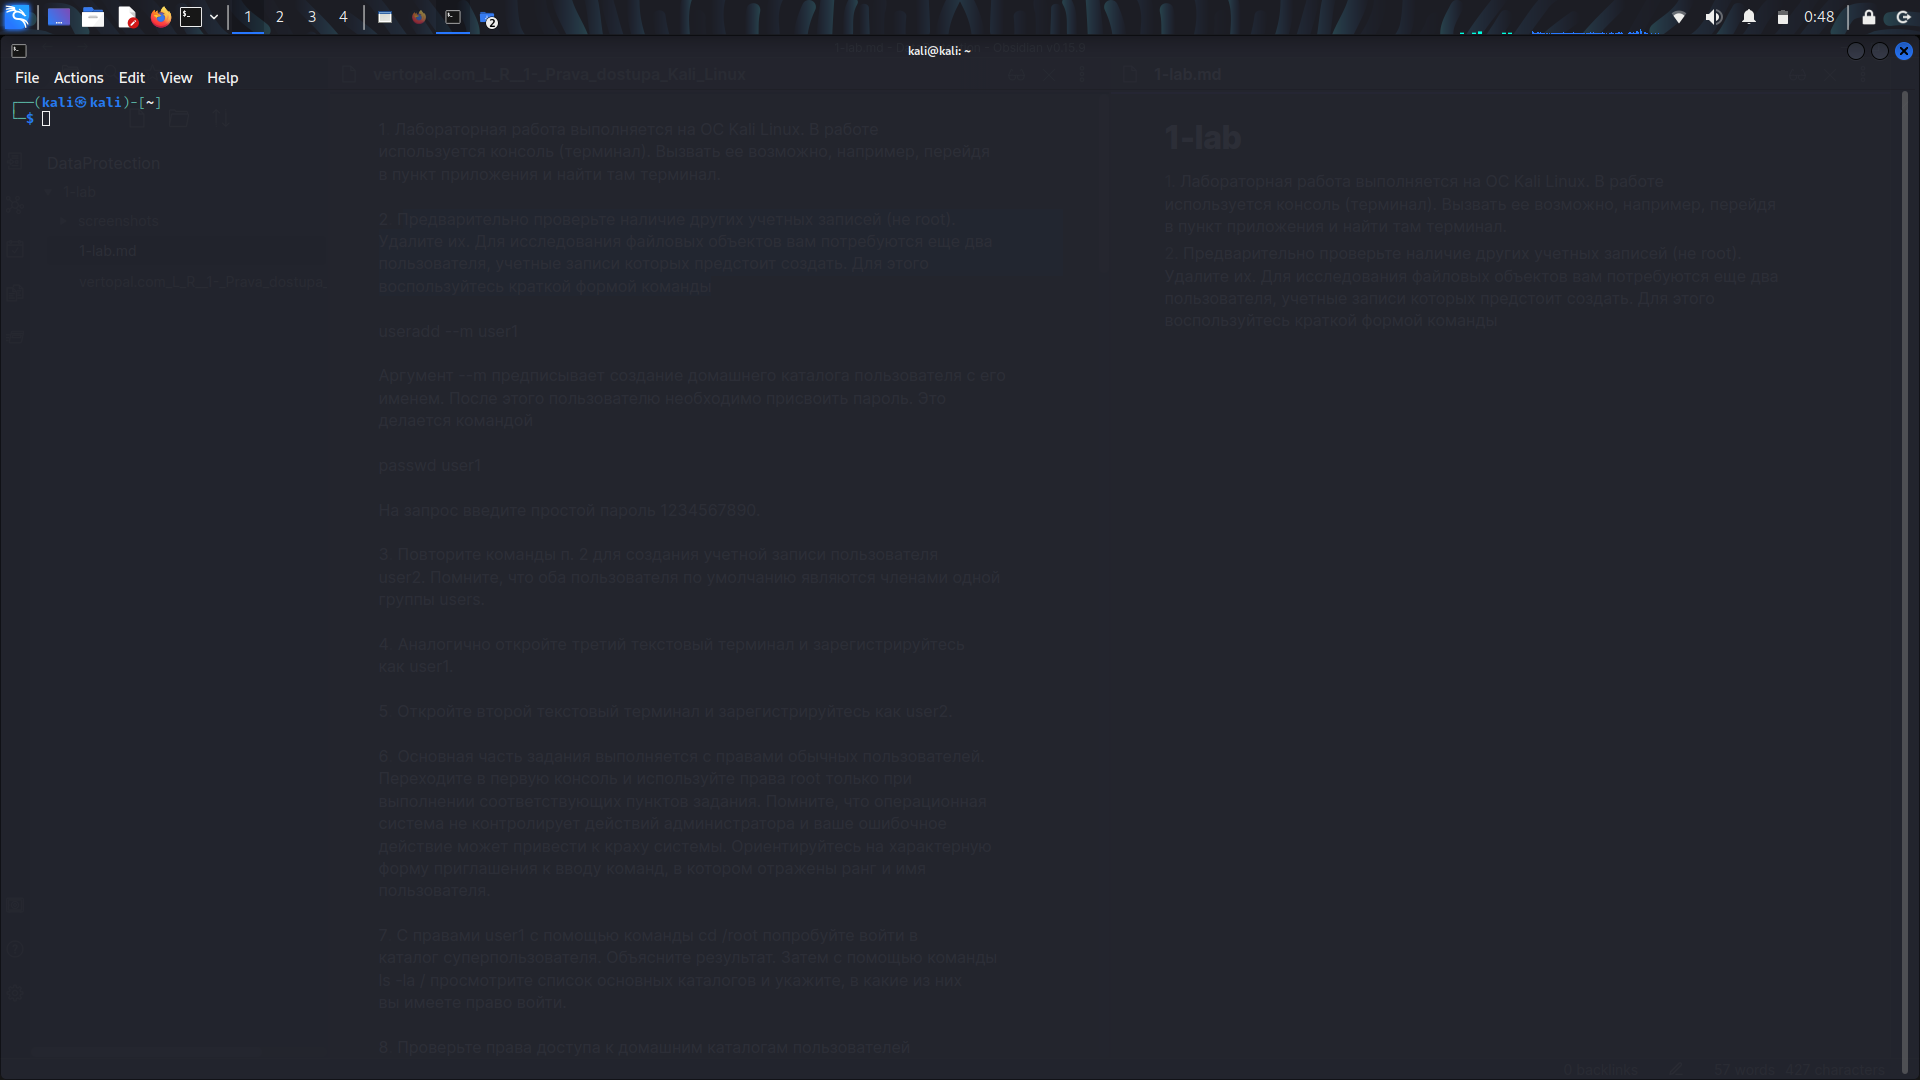 1 2 3 4
2
0:48
1-lab.md - Obsidian v0.15.9
kali@kali: ~
File Actions Edit View Help
vertopal.com_L_R__1-_Prava_dostupa_Kali_Linux
1-lab.md
┌──(kali㉿kali)-[~]
└─$
DataProtection
1-lab
screenshots
1-lab.md
vertopal.com_L_R__1-_Prava_dostupa_
1. Лабораторная работа выполняется на ОС Kali Linux. В работе
используется консоль (терминал). Вызвать ее возможно, например, перейдя
в пункт приложения и найти там терминал.
2. Предварительно проверьте наличие других учетных записей (не root)
Удалите их. Для исследования файловых объектов вам потребуются еще два
пользователя, учетные записи которых предстоит создать. Для этого
воспользуйтесь краткой формой команды
useradd --m user1
Аргумент --m предписывает создание домашнего каталога пользователя с его
именем. После этого пользователю необходимо присвоить пароль. Это
делается командой
passwd user1
На запрос введите простой пароль 1234567890.
3. Повторите команды п. 2 для создания учетной записи пользователя
user2. Помните, что оба пользователя по умолчанию являются членами одной
группы users.
4. Аналогично откройте третий текстовый терминал и зарегистрируйтесь
как user1.
5. Откройте второй текстовый терминал и зарегистрируйтесь как user2.
6. Основная часть задания выполняется с правами обычных пользователей.
Переходите в первую консоль и используйте права root только при
выполнении соответствующих пунктов задания. Помните, что операционная
система не контролирует действий администратора и ваше ошибочное
действие может привести к краху системы. Ориентируйтесь на характерную
форму приглашения к вводу команд, в котором отражены ранг и имя
пользователя.
7. С правами user1 с помощью команды cd /root попробуйте войти в
каталог суперпользователя. Объясните результат. Затем с помощью команды
ls -la / просмотрите список основных каталогов и укажите, в какие из них
вы имеете право войти.
8. Проверьте права доступа к домашним каталогам пользователей
1-lab
1. Лабораторная работа выполняется на ОС Kali Linux. В работе
используется консоль (терминал). Вызвать ее возможно, например, перейдя
в пункт приложения и найти там терминал.
2. Предварительно проверьте наличие других учетных записей (не root).
Удалите их. Для исследования файловых объектов вам потребуются еще два
пользователя, учетные записи которых предстоит создать. Для этого
воспользуйтесь краткой формой команды
0 backlinks 57 words 427 characters